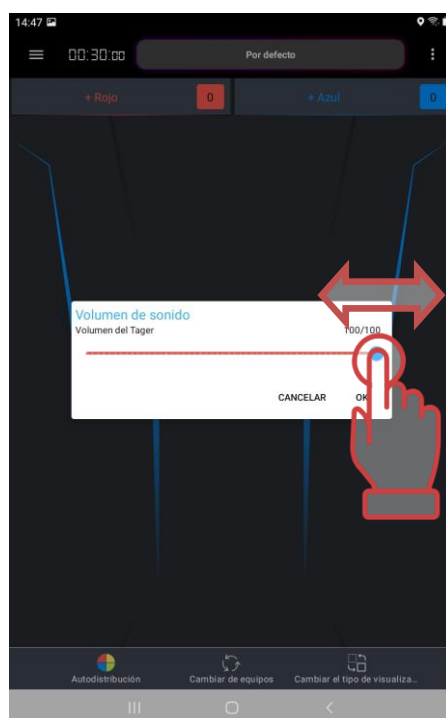 14:47
00:30:00 Por defecto
+ Rojo 0 + Azul 0
Volumen de sonido
Volumen del Tager 100/100
CANCELAR OK
Autodistribución Cambiar de equipos Cambiar el tipo de visualiza...